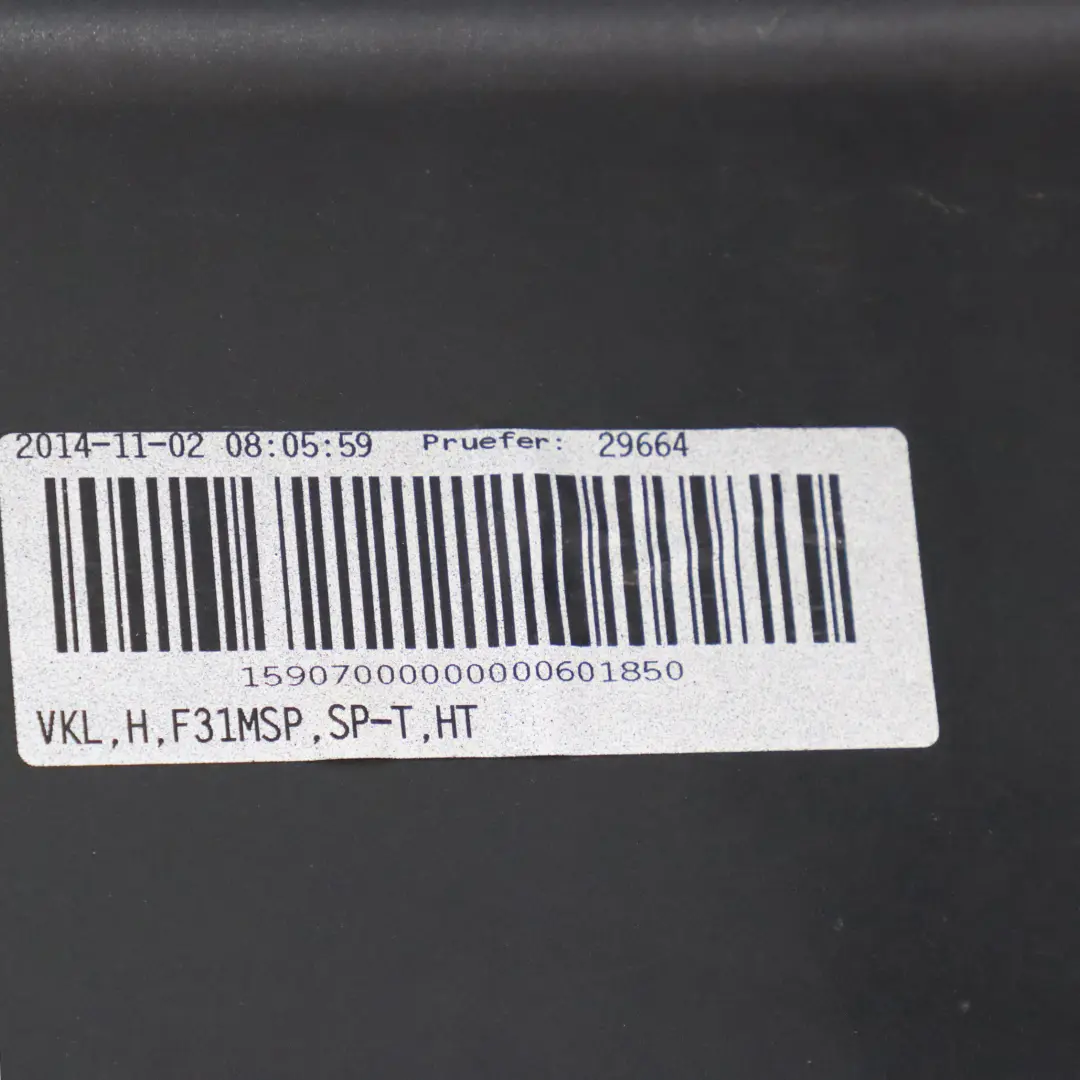 2014-11-02 08:05:59 Pruefer: 29664
15907000000000601850
VKL,H,F31MSP,SP-T,HT